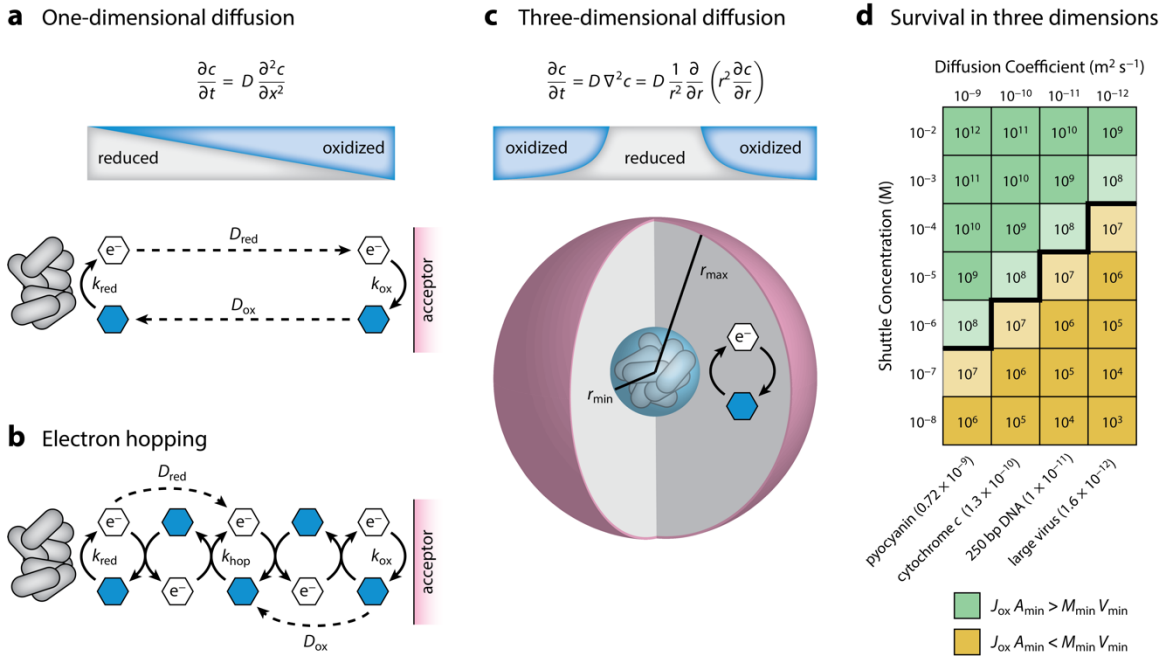 a One-dimensional diffusion
∂c/∂t = D ∂²c/∂x²
reduced
oxidized
e⁻
D_red
e⁻
k_red
k_ox
D_ox
acceptor
b Electron hopping
D_red
e⁻
e⁻
e⁻
k_red
k_hop
k_ox
e⁻
e⁻
D_ox
acceptor
c Three-dimensional diffusion
∂c/∂t = D ∇²c = D 1/r² ∂/∂r (r² ∂c/∂r)
oxidized
reduced
oxidized
r_max
e⁻
r_min
d Survival in three dimensions
Diffusion Coefficient (m² s⁻¹)
10⁻⁹ 10⁻¹⁰ 10⁻¹¹ 10⁻¹²
Shuttle Concentration (M)
10⁻² 10¹² 10¹¹ 10¹⁰ 10⁹
10⁻³ 10¹¹ 10¹⁰ 10⁹ 10⁸
10⁻⁴ 10¹⁰ 10⁹ 10⁸ 10⁷
10⁻⁵ 10⁹ 10⁸ 10⁷ 10⁶
10⁻⁶ 10⁸ 10⁷ 10⁶ 10⁵
10⁻⁷ 10⁷ 10⁶ 10⁵ 10⁴
10⁻⁸ 10⁶ 10⁵ 10⁴ 10³
pyocyanin (0.72 × 10⁻⁹)
cytochrome c (1.3 × 10⁻¹⁰)
250 bp DNA (1 × 10⁻¹¹)
large virus (1.6 × 10⁻¹²)
J_ox A_min > M_min V_min
J_ox A_min < M_min V_min